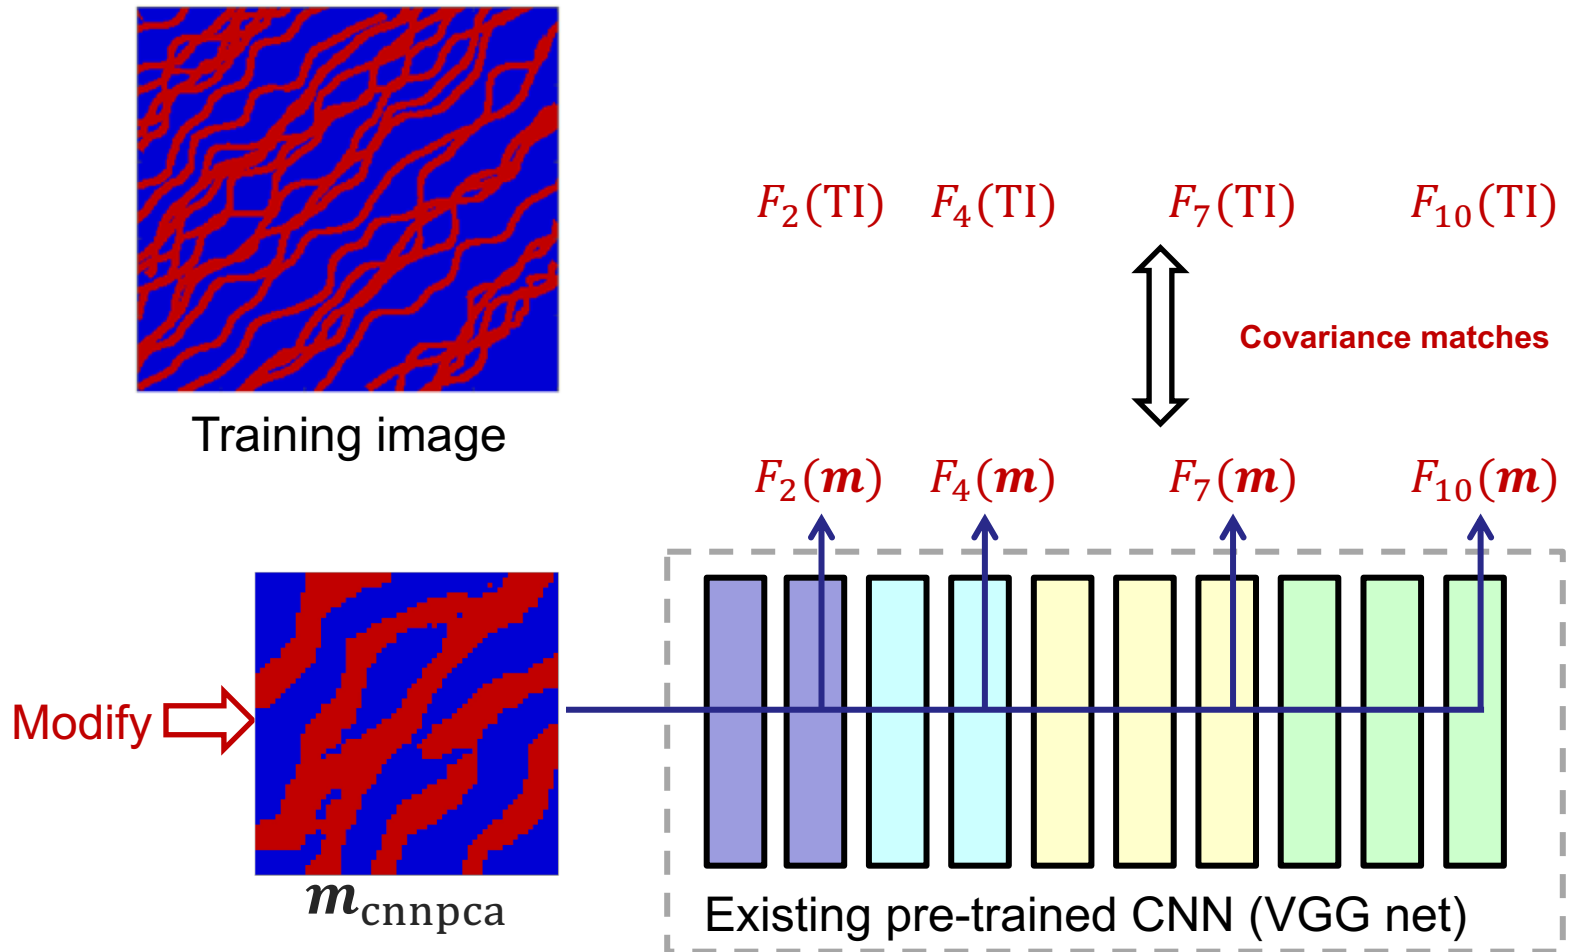 F₂(TI) F₄(TI) F₇(TI) F₁₀(TI)
Covariance matches
Training image
F₂(m) F₄(m) F₇(m) F₁₀(m)
Modify
m_cnnpca
Existing pre-trained CNN (VGG net)